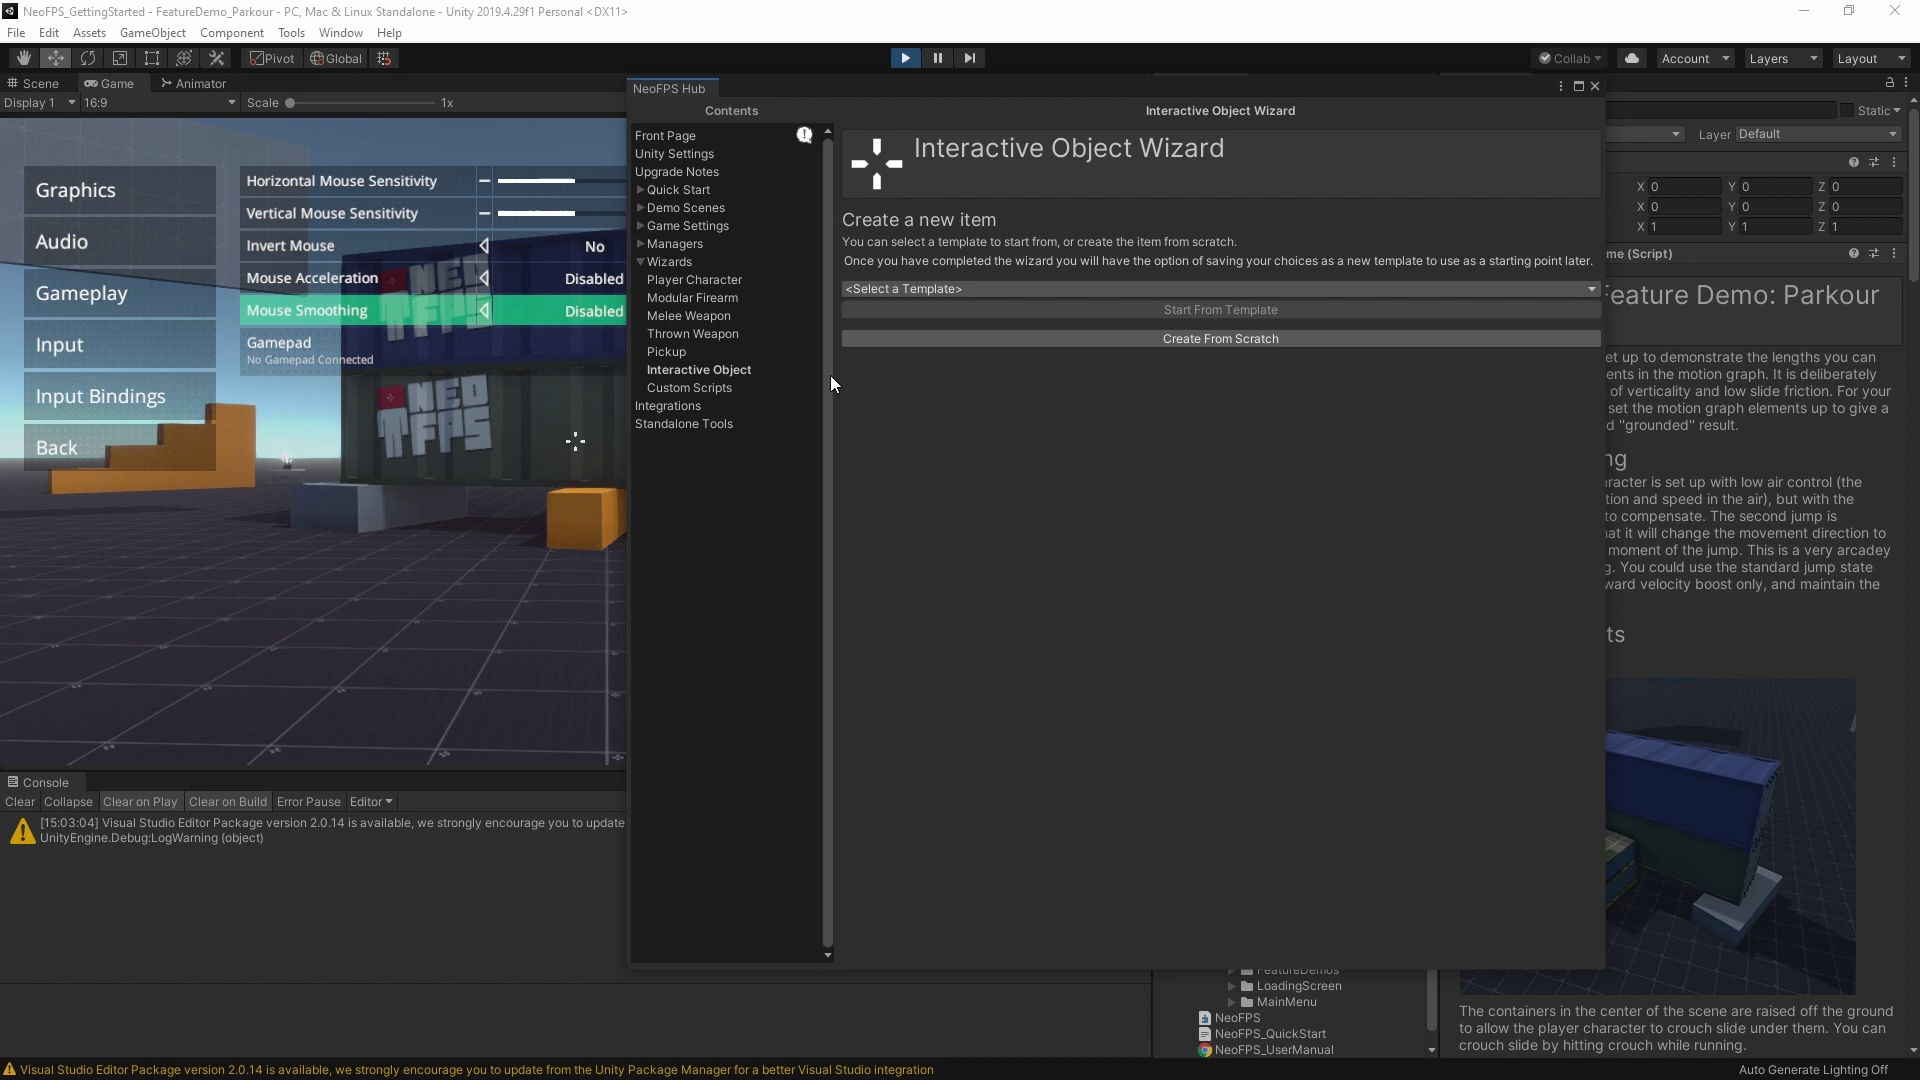 NeoFPS_GettingStarted - FeatureDemo_Parkour - PC, Mac & Linux Standalone - Unity 2019.4.29f1 Personal <DX11>
File Edit Assets GameObject Component Tools Window Help
Pivot Global Collab Account Layers Layout
Scene Game Animator
Display 1 16:9 Scale 1x
Graphics
Audio
Gameplay
Input
Input Bindings
Back
Horizontal Mouse Sensitivity
Vertical Mouse Sensitivity
Invert Mouse No
Mouse Acceleration Disabled
Mouse Smoothing Disabled
Gamepad
No Gamepad Connected
NEO
FPS
NEO
FPS
NeoFPS Hub
Contents
Front Page
Unity Settings
Upgrade Notes
Quick Start
Demo Scenes
Game Settings
Managers
Wizards
Player Character
Modular Firearm
Melee Weapon
Thrown Weapon
Pickup
Interactive Object
Custom Scripts
Integrations
Standalone Tools
Interactive Object Wizard
Interactive Object Wizard
Create a new item
You can select a template to start from, or create the item from scratch.
Once you have completed the wizard you will have the option of saving your choices as a new template to use as a starting point later.
<Select a Template>
Start From Template
Create From Scratch
Static
Layer Default
X 0 Y 0 Z 0
X 0 Y 0 Z 0
X 1 Y 1 Z 1
me (Script)
eature Demo: Parkour
et up to demonstrate the lengths you can
ents in the motion graph. It is deliberately
of verticality and low slide friction. For your
set the motion graph elements up to give a
d "grounded" result.
ng
aracter is set up with low air control (the
tion and speed in the air), but with the
to compensate. The second jump is
at it will change the movement direction to
moment of the jump. This is a very arcadey
g. You could use the standard jump state
ward velocity boost only, and maintain the
ts
The containers in the center of the scene are raised off the ground
to allow the player character to crouch slide under them. You can
crouch slide by hitting crouch while running.
Console
Clear Collapse Clear on Play Clear on Build Error Pause Editor
[15:03:04] Visual Studio Editor Package version 2.0.14 is available, we strongly encourage you to update
UnityEngine.Debug:LogWarning (object)
FeatureDemos
LoadingScreen
MainMenu
NeoFPS
NeoFPS_QuickStart
NeoFPS_UserManual
Visual Studio Editor Package version 2.0.14 is available, we strongly encourage you to update from the Unity Package Manager for a better Visual Studio integration
Auto Generate Lighting Off